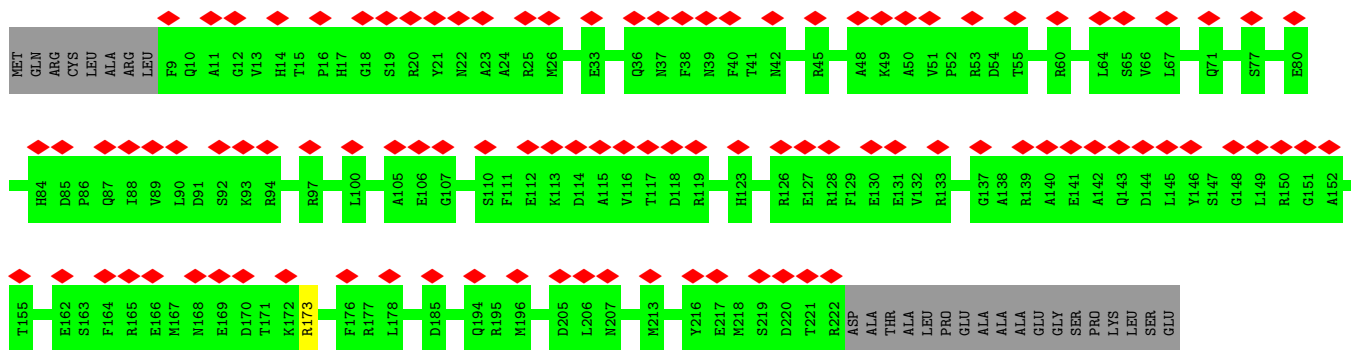 MET GLN ARG CYS LEU ALA ARG LEU F9 Q10 A11 G12 V13 H14 T15 P16 H17 G18 S19 R20 Y21 N22 A23 A24 R25 M26 E33 Q36 N37 F38 N39 F40 T41 N42 R45 A48 K49 A50 V51 P52 R53 D54 T55 R60 L64 S65 V66 L67 Q71 S77 E80
H84 D85 P86 Q87 I88 V89 L90 D91 S92 K93 R94 R97 L100 A105 E106 G107 S110 F111 E112 K113 D114 A115 V116 T117 D118 R119 H123 R126 E127 R128 F129 E130 E131 V132 R133 G137 A138 R139 A140 E141 A142 Q143 D144 L145 Y146 S147 G148 L149 R150 G151 A152
T155 E162 S163 F164 R165 E166 M167 N168 E169 D170 T171 K172 R173 F176 R177 L178 D185 Q194 R195 M196 D205 L206 N207 M213 Y216 E217 M218 S219 D220 T221 R222 ASP ALA THR ALA LEU PRO GLU ALA ALA ALA GLU GLY SER PRO LYS LEU SER GLU